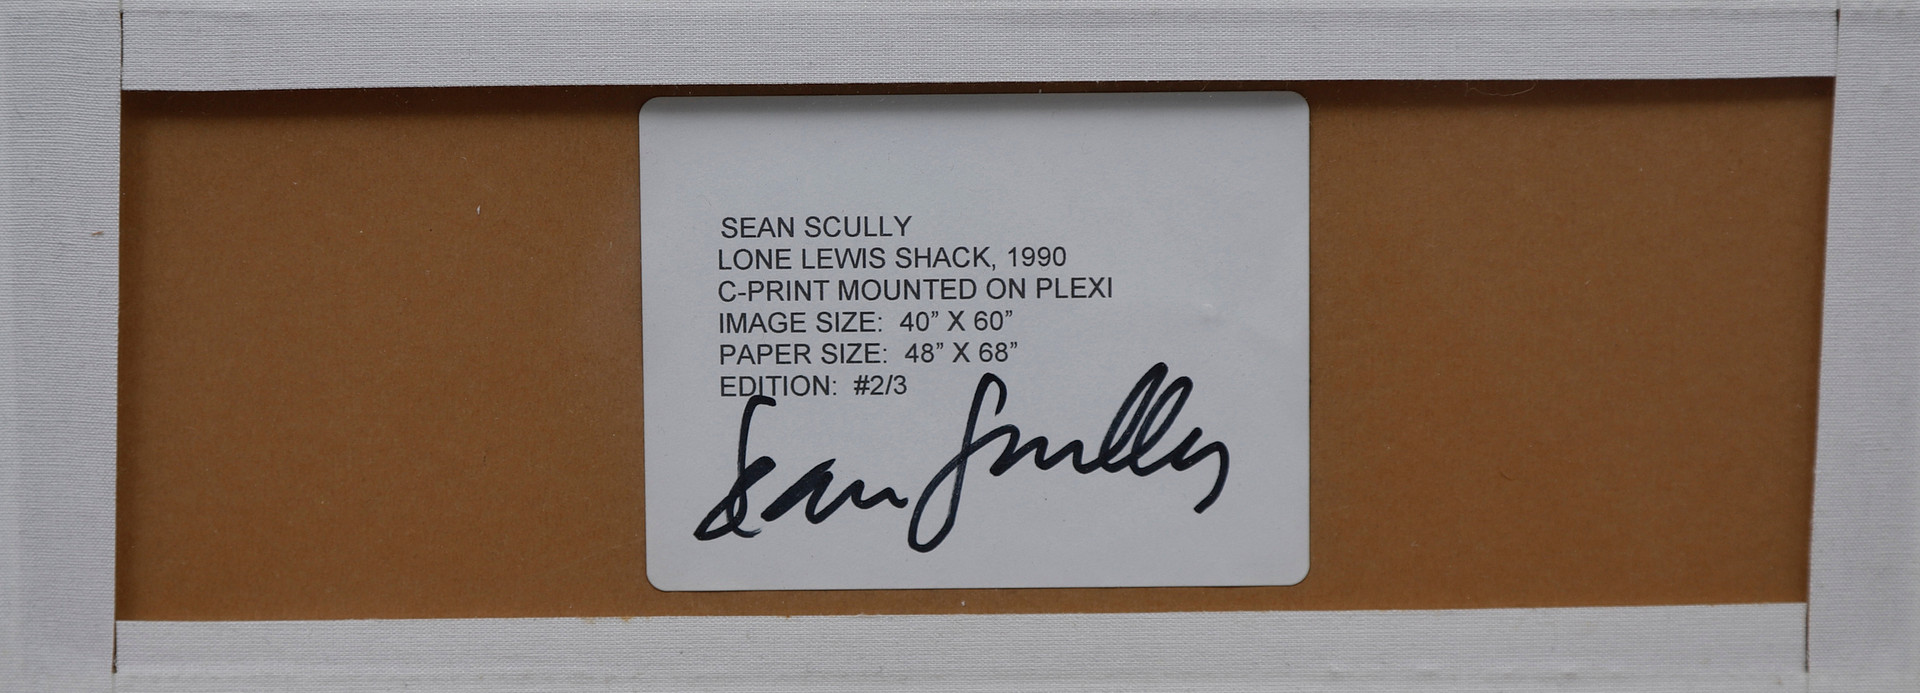 SEAN SCULLY
LONE LEWIS SHACK, 1990
C-PRINT MOUNTED ON PLEXI
IMAGE SIZE:  40” X 60”
PAPER SIZE:  48” X 68”
EDITION:  #2/3
Sean Scully